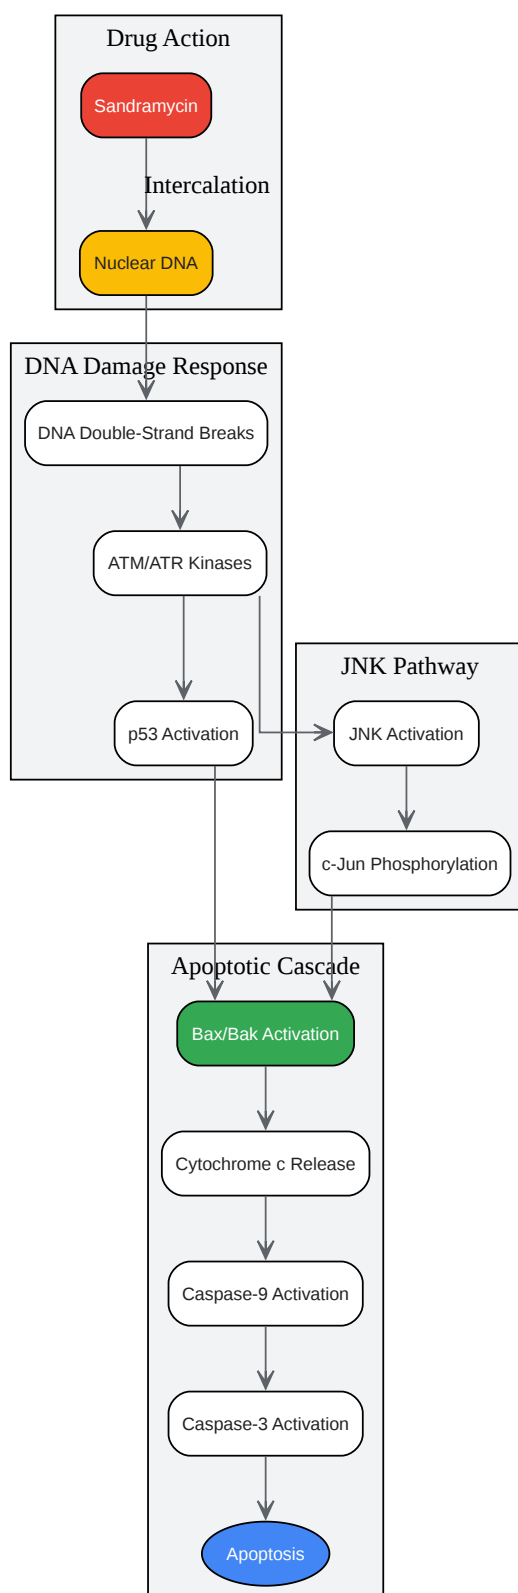 Drug Action
Sandramycin
Intercalation
Nuclear DNA
DNA Damage Response
DNA Double-Strand Breaks
ATM/ATR Kinases
p53 Activation
JNK Pathway
JNK Activation
c-Jun Phosphorylation
Apoptotic Cascade
Bax/Bak Activation
Cytochrome c Release
Caspase-9 Activation
Caspase-3 Activation
Apoptosis